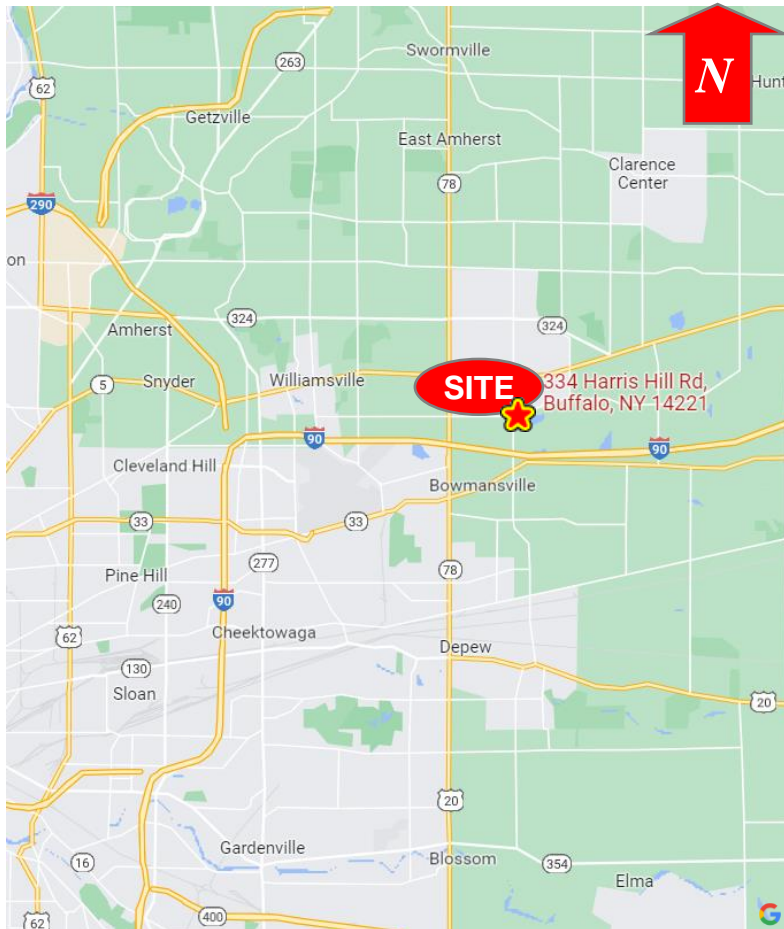 Swormville
263
N
62
Hunt
Getzville
East Amherst
Clarence
Center
78
290
on
324
324
Amherst
5
Snyder
Williamsville
SITE
334 Harris Hill Rd,
Buffalo, NY 14221
90
90
Cleveland Hill
Bowmansville
33
33
277
78
Pine Hill
240
90
62
Cheektowaga
Depew
130
Sloan
20
20
Gardenville
Blossom
354
16
Elma
400
62
G